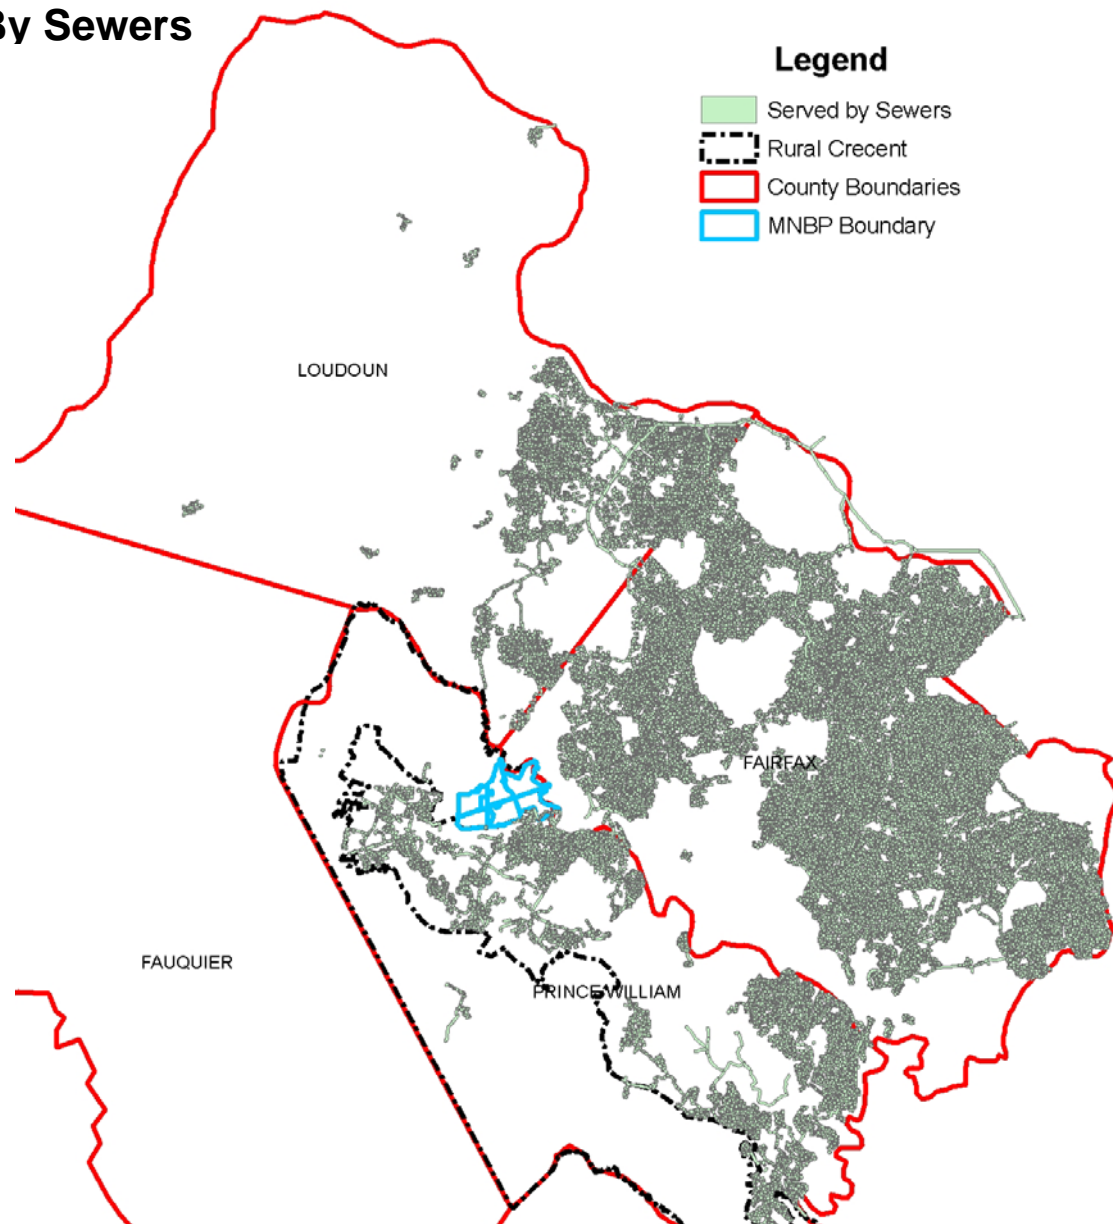 By Sewers
Legend
Served by Sewers
Rural Crecent
County Boundaries
MNBP Boundary
LOUDOUN
FAIRFAX
FAUQUIER
PRINCE WILLIAM